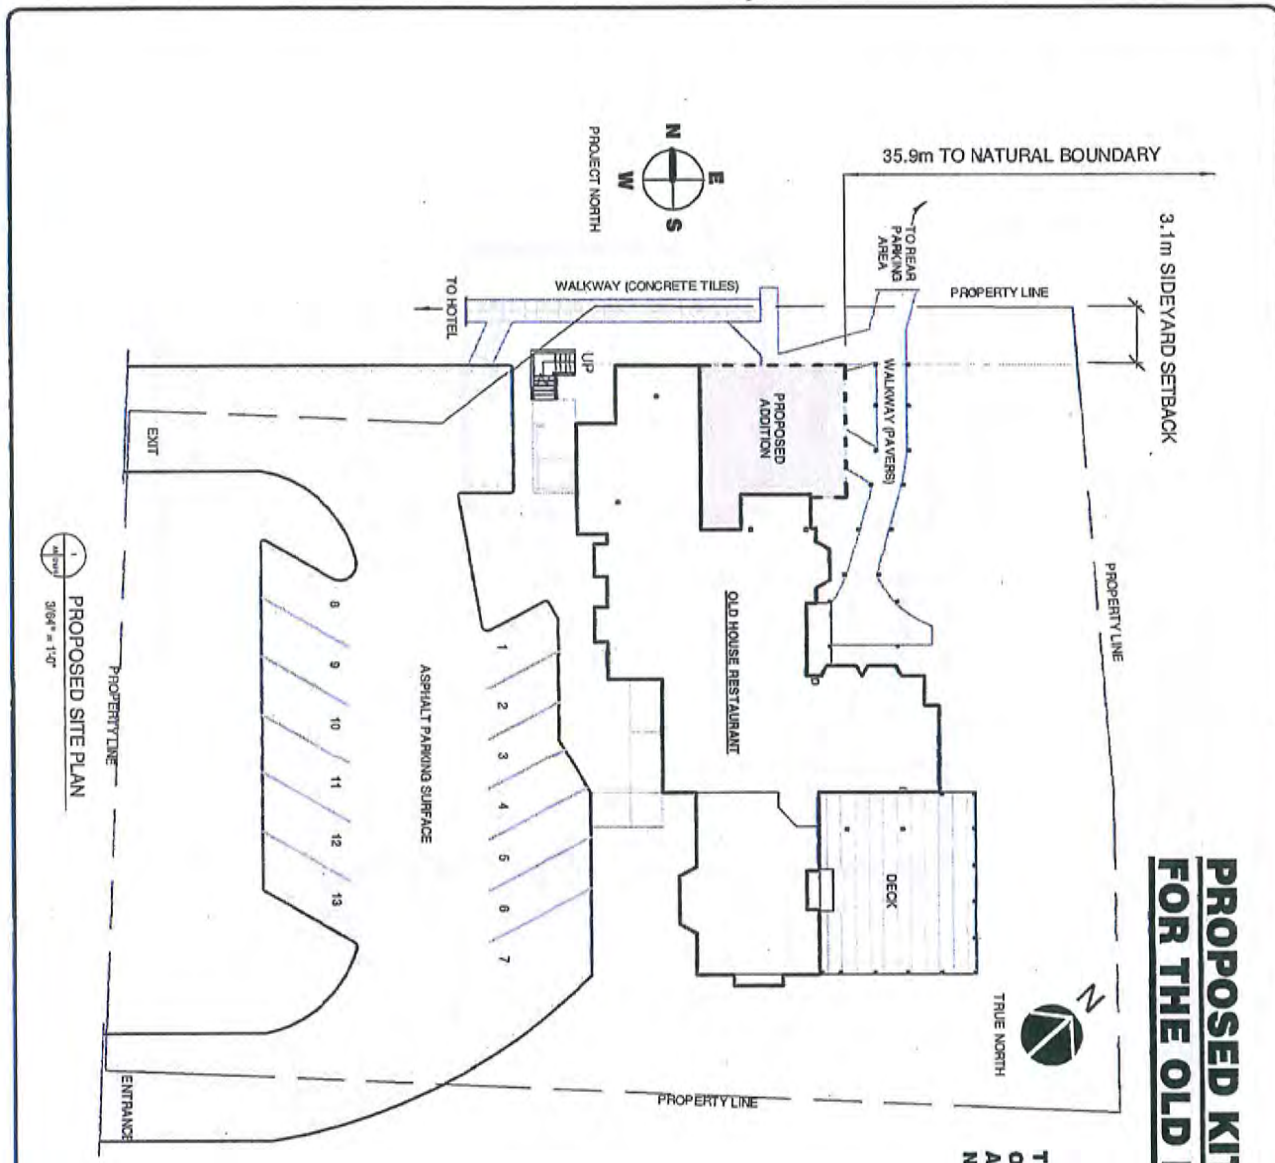 PROPOSED KI
FOR THE OLD
35.9m TO NATURAL BOUNDARY
3.1m SIDEYARD SETBACK
N
E
S
W
PROJECT NORTH
TO REAR
PARKING
AREA
PROPERTY LINE
WALKWAY (CONCRETE TILES)
TO HOTEL
UP
WALKWAY (PAVERS)
PROPOSED
ADDITION
EXIT
PROPERTY LINE
OLD HOUSE RESTAURANT
1
2
3
4
5
6
7
8
9
10
11
12
13
ASPHALT PARKING SURFACE
DECK
N
TRUE NORTH
PROPERTY LINE
ENTRANCE
PROPERTY LINE
1
PROPOSED SITE PLAN
3/64" = 1'0"
T
A
N